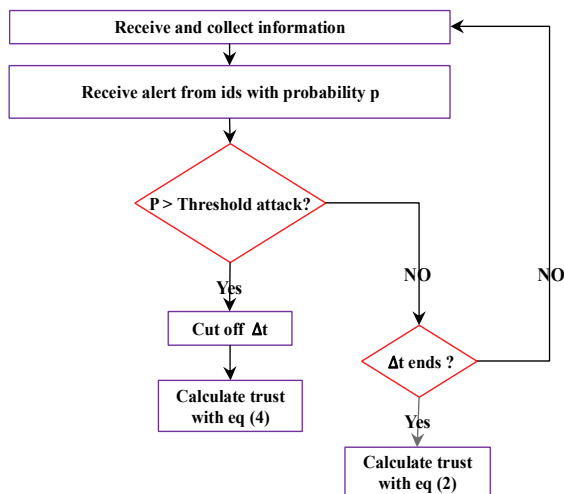 Receive and collect information
Receive alert from ids with probability p
P > Threshold attack?
NO
NO
Yes
Cut off Δt
Δt ends ?
Calculate trust
with eq (4)
Yes
Calculate trust
with eq (2)